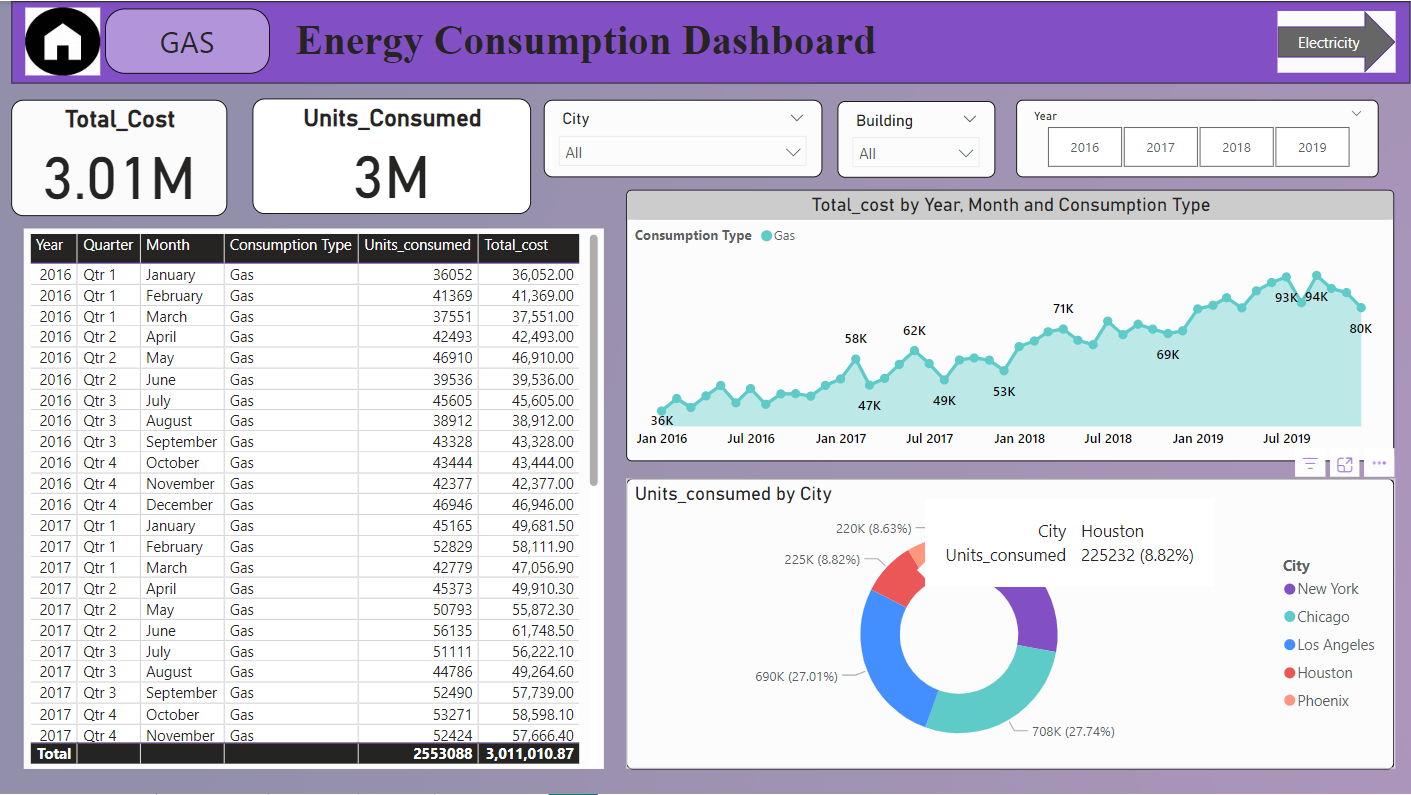 GAS
Energy Consumption Dashboard
Electricity
Total_Cost
3.01M
Units_Consumed
3M
City
All
Building
All
Year
2016 2017 2018 2019
Year Quarter Month Consumption Type Units_consumed Total_cost
2016 Qtr 1 January Gas 36052 36,052.00
2016 Qtr 1 February Gas 41369 41,369.00
2016 Qtr 1 March Gas 37551 37,551.00
2016 Qtr 2 April Gas 42493 42,493.00
2016 Qtr 2 May Gas 46910 46,910.00
2016 Qtr 2 June Gas 39536 39,536.00
2016 Qtr 3 July Gas 45605 45,605.00
2016 Qtr 3 August Gas 38912 38,912.00
2016 Qtr 3 September Gas 43328 43,328.00
2016 Qtr 4 October Gas 43444 43,444.00
2016 Qtr 4 November Gas 42377 42,377.00
2016 Qtr 4 December Gas 46946 46,946.00
2017 Qtr 1 January Gas 45165 49,681.50
2017 Qtr 1 February Gas 52829 58,111.90
2017 Qtr 1 March Gas 42779 47,056.90
2017 Qtr 2 April Gas 45373 49,910.30
2017 Qtr 2 May Gas 50793 55,872.30
2017 Qtr 2 June Gas 56135 61,748.50
2017 Qtr 3 July Gas 51111 56,222.10
2017 Qtr 3 August Gas 44786 49,264.60
2017 Qtr 3 September Gas 52490 57,739.00
2017 Qtr 4 October Gas 53271 58,598.10
2017 Qtr 4 November Gas 52424 57,666.40
Total 2553088 3,011,010.87
Total_cost by Year, Month and Consumption Type
Consumption Type Gas
36K
58K
47K
62K
49K
53K
71K
69K
93K
94K
80K
Jan 2016 Jul 2016 Jan 2017 Jul 2017 Jan 2018 Jul 2018 Jan 2019 Jul 2019
Units_consumed by City
220K (8.63%)
225K (8.82%)
690K (27.01%)
708K (27.74%)
City Houston
Units_consumed 225232 (8.82%)
City
New York
Chicago
Los Angeles
Houston
Phoenix